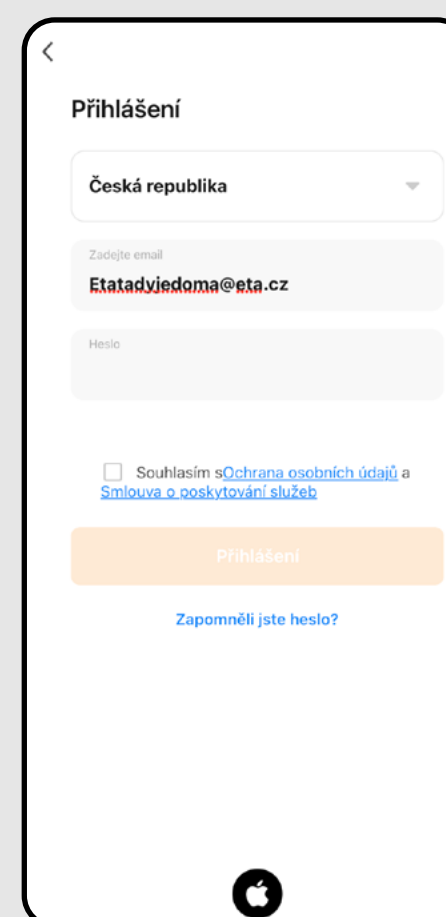 Přihlášení
Česká republika
Zadejte email
Etatadviedoma@eta.cz
Heslo
Souhlasím sOchrana osobních údajů a
Smlouva o poskytování služeb
Přihlášení
Zapomněli jste heslo?